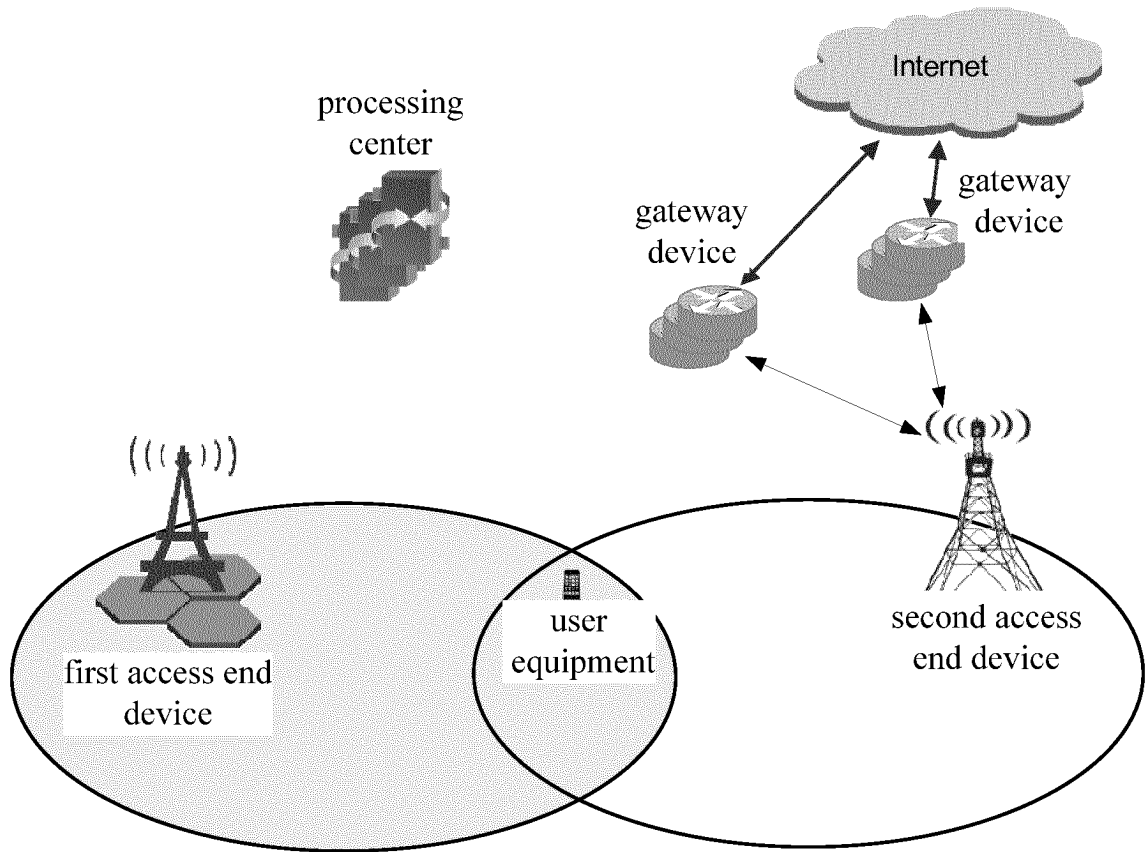 Internet
processing
center
gateway
device
gateway
device
user
equipment
second access
end device
first access end
device